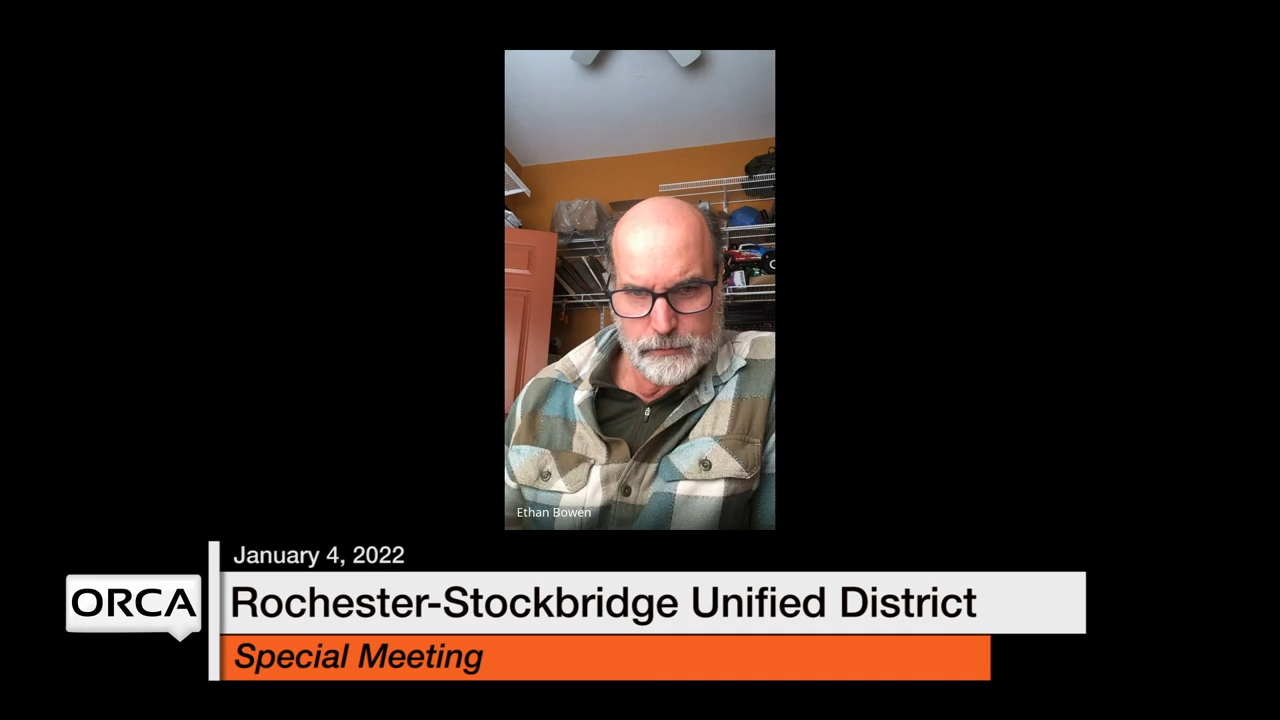 Ethan Bowen
January 4, 2022
ORCA
Rochester-Stockbridge Unified District
Special Meeting